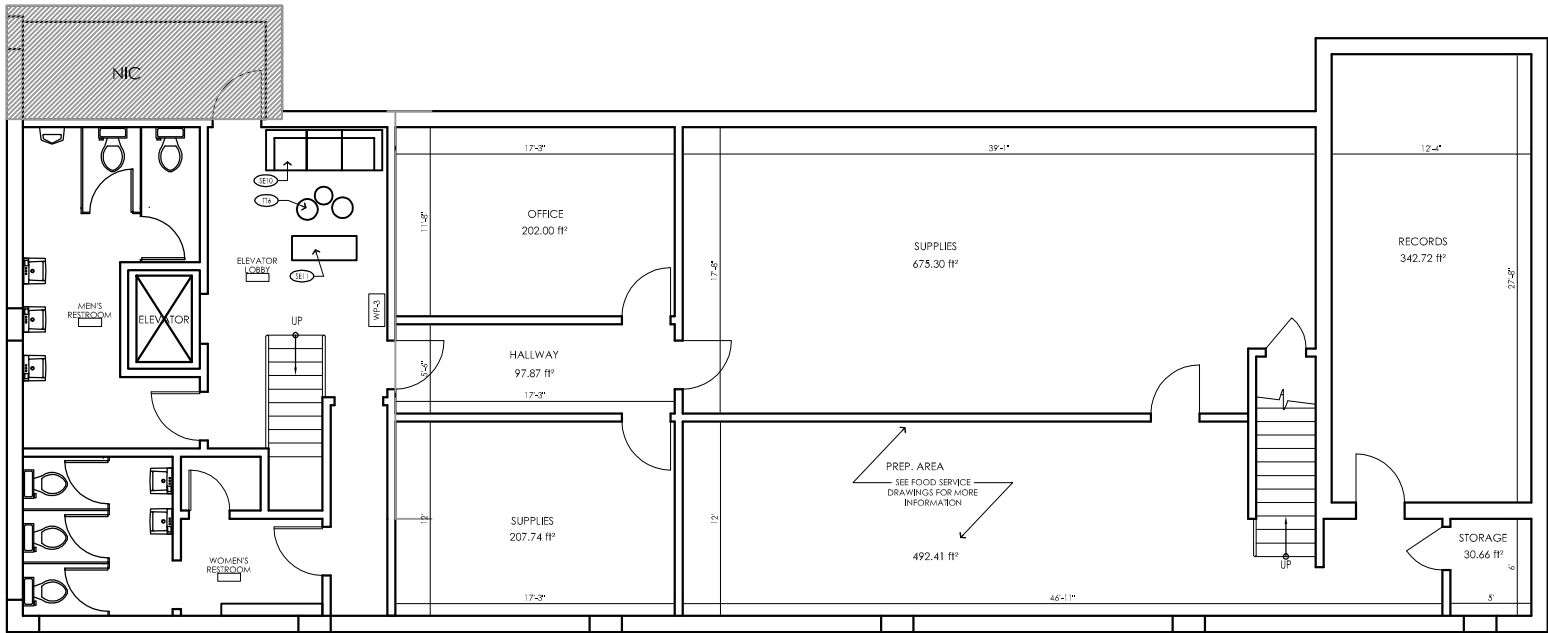 NIC
17'-3"
39'-1"
12'-4"
SE10
TT6
OFFICE
202.00 ft²
11'-8"
SUPPLIES
675.30 ft²
17'-8"
RECORDS
342.72 ft²
27'-8"
ELEVATOR
LOBBY
SE11
MEN'S
RESTROOM
ELEVATOR
UP
WP-3
HALLWAY
97.87 ft²
5'-6"
17'-3"
PREP. AREA
SEE FOOD SERVICE
DRAWINGS FOR MORE
INFORMATION
492.41 ft²
12'
SUPPLIES
207.74 ft²
12'
STORAGE
30.66 ft²
6'
UP
WOMEN'S
RESTROOM
17'-3"
46'-11"
5'